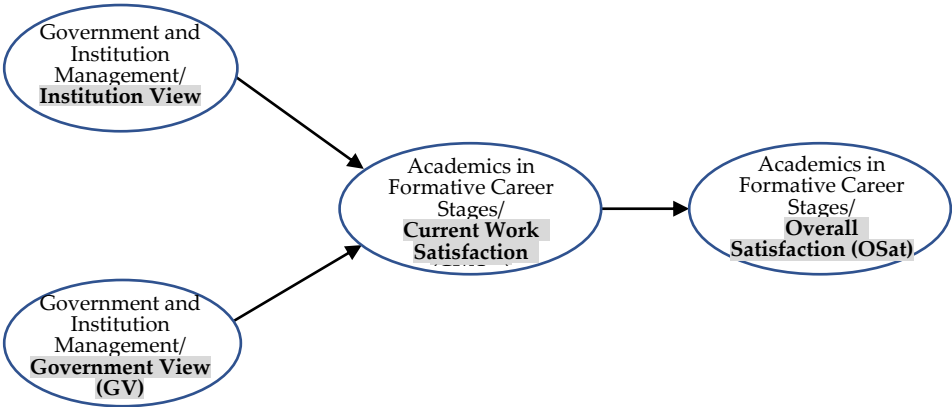 Government and
Institution
Management/
Institution View
Academics in
Formative Career
Stages/
Current Work
Satisfaction
Academics in
Formative Career
Stages/
Overall
Satisfaction (OSat)
Government and
Institution
Management/
Government View
(GV)